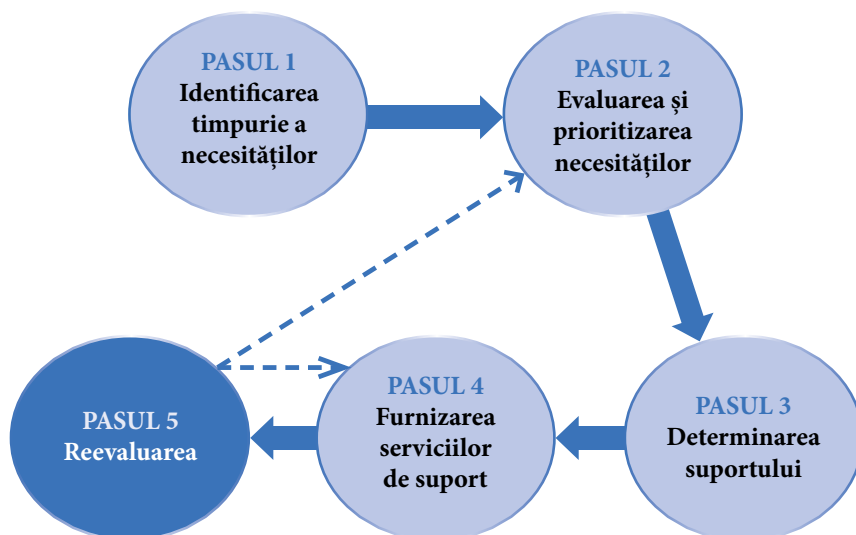 PASUL 1
Identificarea
timpurie a
necesităților
PASUL 2
Evaluarea și
prioritizarea
necesităților
PASUL 3
Determinarea
suportului
PASUL 4
Furnizarea
serviciilor
de suport
PASUL 5
Reevaluarea